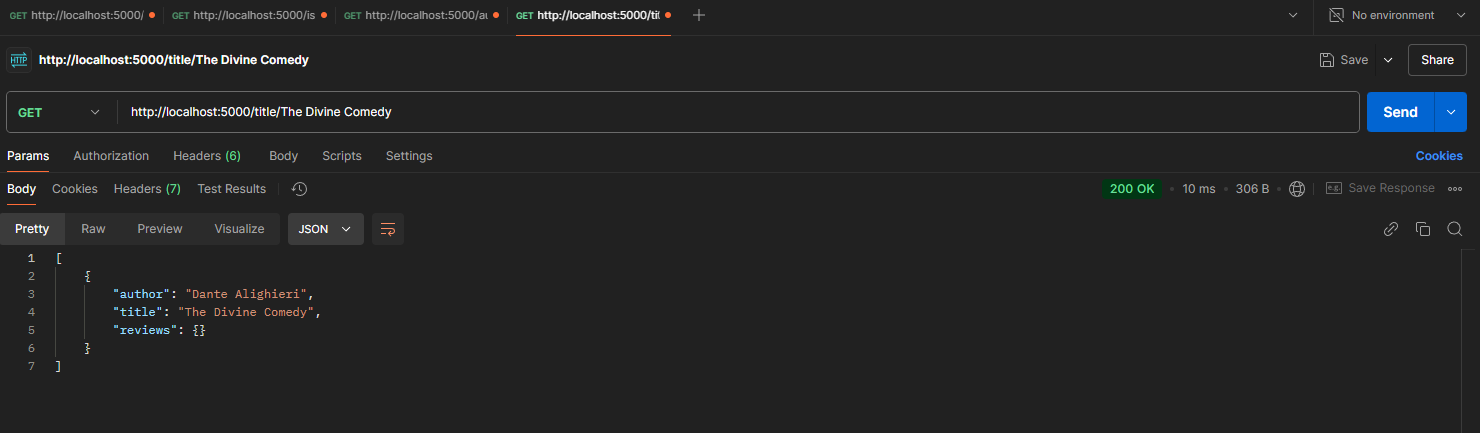 GET http://localhost:5000/ GET http://localhost:5000/is GET http://localhost:5000/au GET http://localhost:5000/titl No environment
HTTP http://localhost:5000/title/The Divine Comedy Save Share
GET http://localhost:5000/title/The Divine Comedy Send
Params Authorization Headers (6) Body Scripts Settings Cookies
Body Cookies Headers (7) Test Results 200 OK 10 ms 306 B e.g. Save Response
Pretty Raw Preview Visualize JSON
1 [
2 {
3 "author": "Dante Alighieri",
4 "title": "The Divine Comedy",
5 "reviews": {}
6 }
7 ]